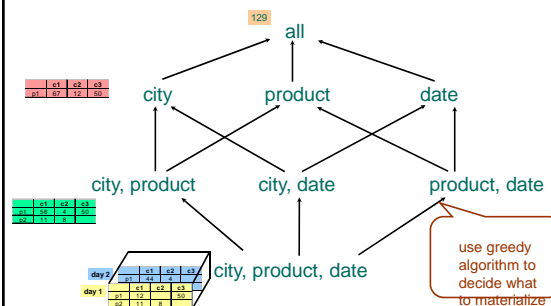 129
all
c1 c2 c3
p1 67 12 50
city product date
city, product city, date product, date
c1 c2 c3
p1 56 4 50
p2 11 8
use greedy
algorithm to
decide what
to materialize
city, product, date
day 2
c1 c2 c3
p1 44 4
day 1
c1 c2 c3
p1 12 50
p2 11 8